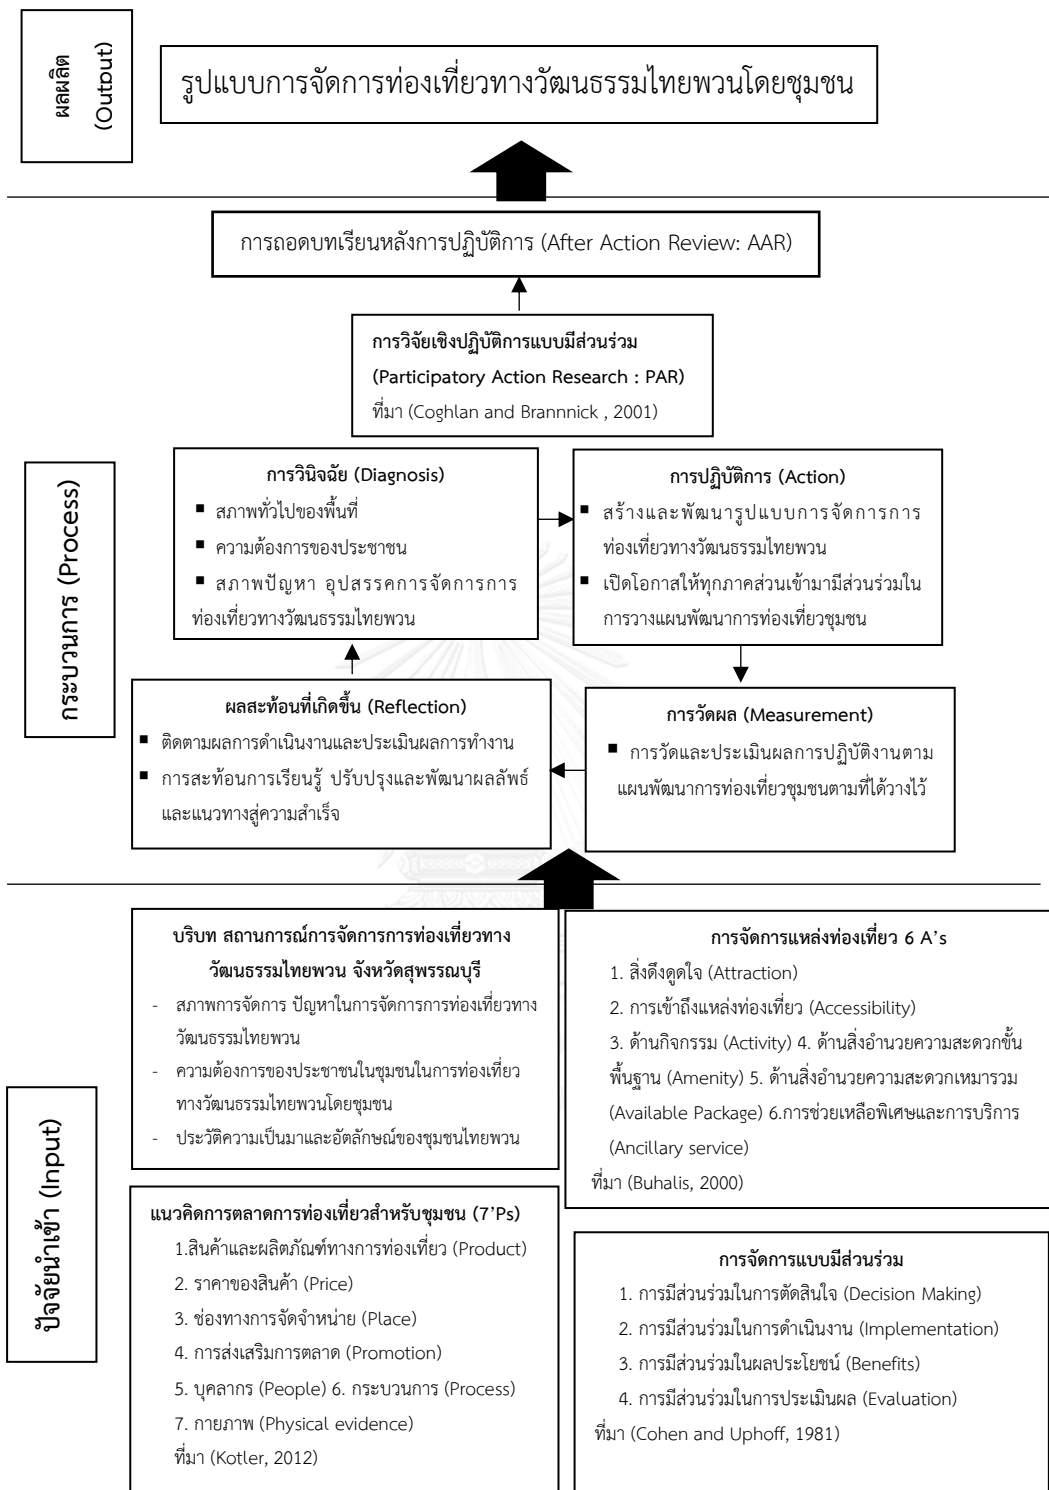 ผลผลิต
(Output)
รูปแบบการจัดการท่องเที่ยวทางวัฒนธรรมไทยพวนโดยชุมชน
การถอดบทเรียนหลังการปฏิบัติการ (After Action Review: AAR)
การวิจัยเชิงปฏิบัติการแบบมีส่วนร่วม
(Participatory Action Research : PAR)
ที่มา (Coghlan and Brannnick , 2001)
กระบวนการ (Process)
การวินิจฉัย (Diagnosis)
▪ สภาพทั่วไปของพื้นที่
▪ ความต้องการของประชาชน
▪ สภาพปัญหา อุปสรรคการจัดการการ
ท่องเที่ยวทางวัฒนธรรมไทยพวน
การปฏิบัติการ (Action)
▪ สร้างและพัฒนารูปแบบการจัดการการ
ท่องเที่ยวทางวัฒนธรรมไทยพวน
▪ เปิดโอกาสให้ทุกภาคส่วนเข้ามามีส่วนร่วมใน
การวางแผนพัฒนาการท่องเที่ยวชุมชน
ผลสะท้อนที่เกิดขึ้น (Reflection)
▪ ติดตามผลการดำเนินงานและประเมินผลการทำงาน
▪ การสะท้อนการเรียนรู้ ปรับปรุงและพัฒนาผลลัพธ์
และแนวทางสู่ความสำเร็จ
การวัดผล (Measurement)
▪ การวัดและประเมินผลการปฏิบัติงานตาม
แผนพัฒนาการท่องเที่ยวชุมชนตามที่ได้วางไว้
ปัจจัยนำเข้า (Input)
บริบท สถานการณ์การจัดการการท่องเที่ยวทาง
วัฒนธรรมไทยพวน จังหวัดสุพรรณบุรี
- สภาพการจัดการ ปัญหาในการจัดการการท่องเที่ยวทาง
วัฒนธรรมไทยพวน
- ความต้องการของประชาชนในชุมชนในการท่องเที่ยว
ทางวัฒนธรรมไทยพวนโดยชุมชน
- ประวัติความเป็นมาและอัตลักษณ์ของชุมชนไทยพวน
การจัดการแหล่งท่องเที่ยว 6 A's
1. สิ่งดึงดูดใจ (Attraction)
2. การเข้าถึงแหล่งท่องเที่ยว (Accessibility)
3. ด้านกิจกรรม (Activity) 4. ด้านสิ่งอำนวยความสะดวกขั้น
พื้นฐาน (Amenity) 5. ด้านสิ่งอำนวยความสะดวกเหมารวม
(Available Package) 6.การช่วยเหลือพิเศษและการบริการ
(Ancillary service)
ที่มา (Buhalis, 2000)
แนวคิดการตลาดการท่องเที่ยวสำหรับชุมชน (7'Ps)
1.สินค้าและผลิตภัณฑ์ทางการท่องเที่ยว (Product)
2. ราคาของสินค้า (Price)
3. ช่องทางการจัดจำหน่าย (Place)
4. การส่งเสริมการตลาด (Promotion)
5. บุคลากร (People) 6. กระบวนการ (Process)
7. กายภาพ (Physical evidence)
ที่มา (Kotler, 2012)
การจัดการแบบมีส่วนร่วม
1. การมีส่วนร่วมในการตัดสินใจ (Decision Making)
2. การมีส่วนร่วมในการดำเนินงาน (Implementation)
3. การมีส่วนร่วมในผลประโยชน์ (Benefits)
4. การมีส่วนร่วมในการประเมินผล (Evaluation)
ที่มา (Cohen and Uphoff, 1981)